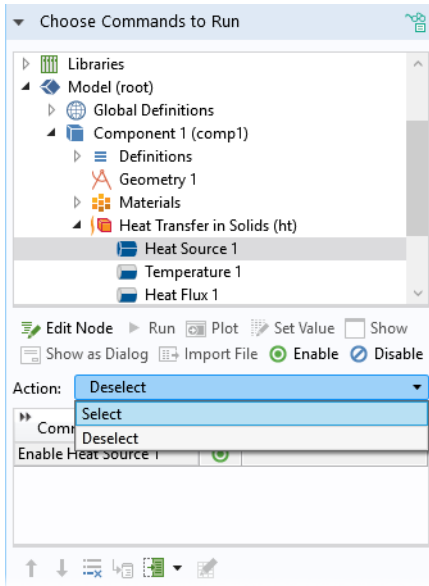 Choose Commands to Run
Libraries
Model (root)
Global Definitions
Component 1 (comp1)
Definitions
Geometry 1
Materials
Heat Transfer in Solids (ht)
Heat Source 1
Temperature 1
Heat Flux 1
Edit Node Run Plot Set Value Show
Show as Dialog Import File Enable Disable
Action: Deselect
Select
Deselect
Enable Heat Source 1